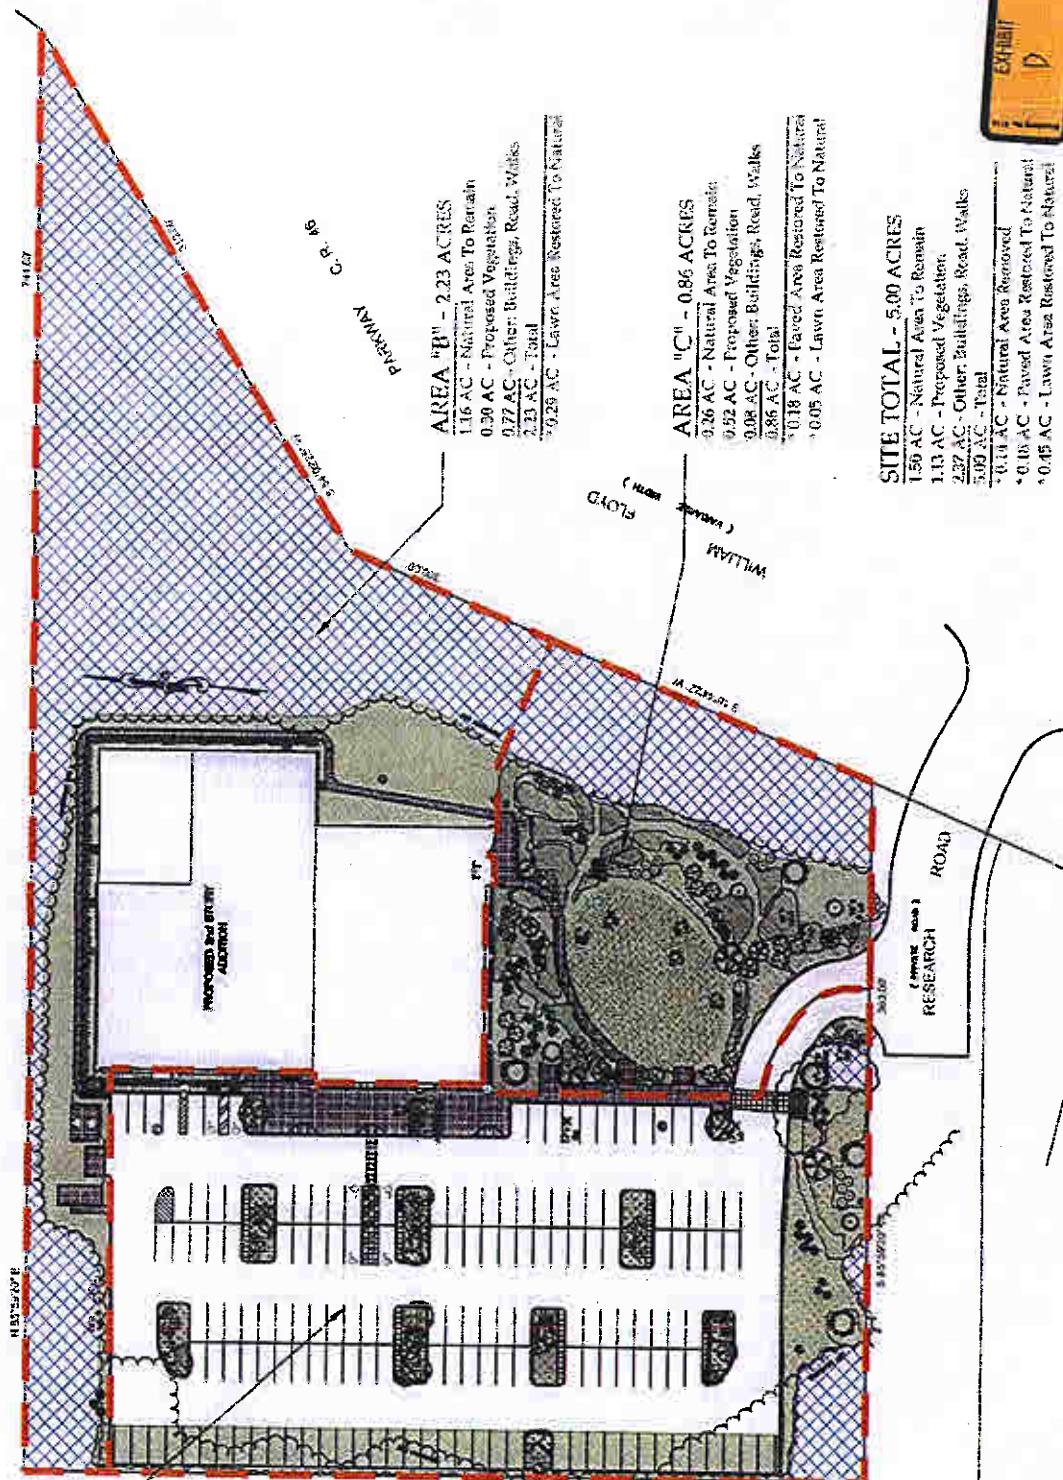 EXHIBIT
D
PARKWAY C.R. 46
AREA "B" - 2.23 ACRES
1.16 AC - Natural Area To Remain
0.30 AC - Proposed Vegetation
0.77 AC - Other: Buildings, Road, Walks
2.23 AC - Total
*0.29 AC - Lawn Area Restored To Natural
AREA "C" - 0.86 ACRES
0.26 AC - Natural Area To Remain
0.52 AC - Proposed Vegetation
0.08 AC - Other: Buildings, Road, Walks
0.86 AC - Total
*0.18 AC - Paved Area Restored To Natural
*0.05 AC - Lawn Area Restored To Natural
WILLIAM FLOYD
( VARIABLE WIDTH )
SITE TOTAL - 5.00 ACRES
1.50 AC - Natural Area To Remain
1.13 AC - Proposed Vegetation
2.37 AC - Other: Buildings, Road, Walks
5.00 AC - Total
*0.14 AC - Natural Area Removed
*0.18 AC - Paved Area Restored To Natural
*0.45 AC - Lawn Area Restored To Natural
PROPOSED 2nd STORY
ADDITION
( PRIVATE ROAD )
RESEARCH ROAD